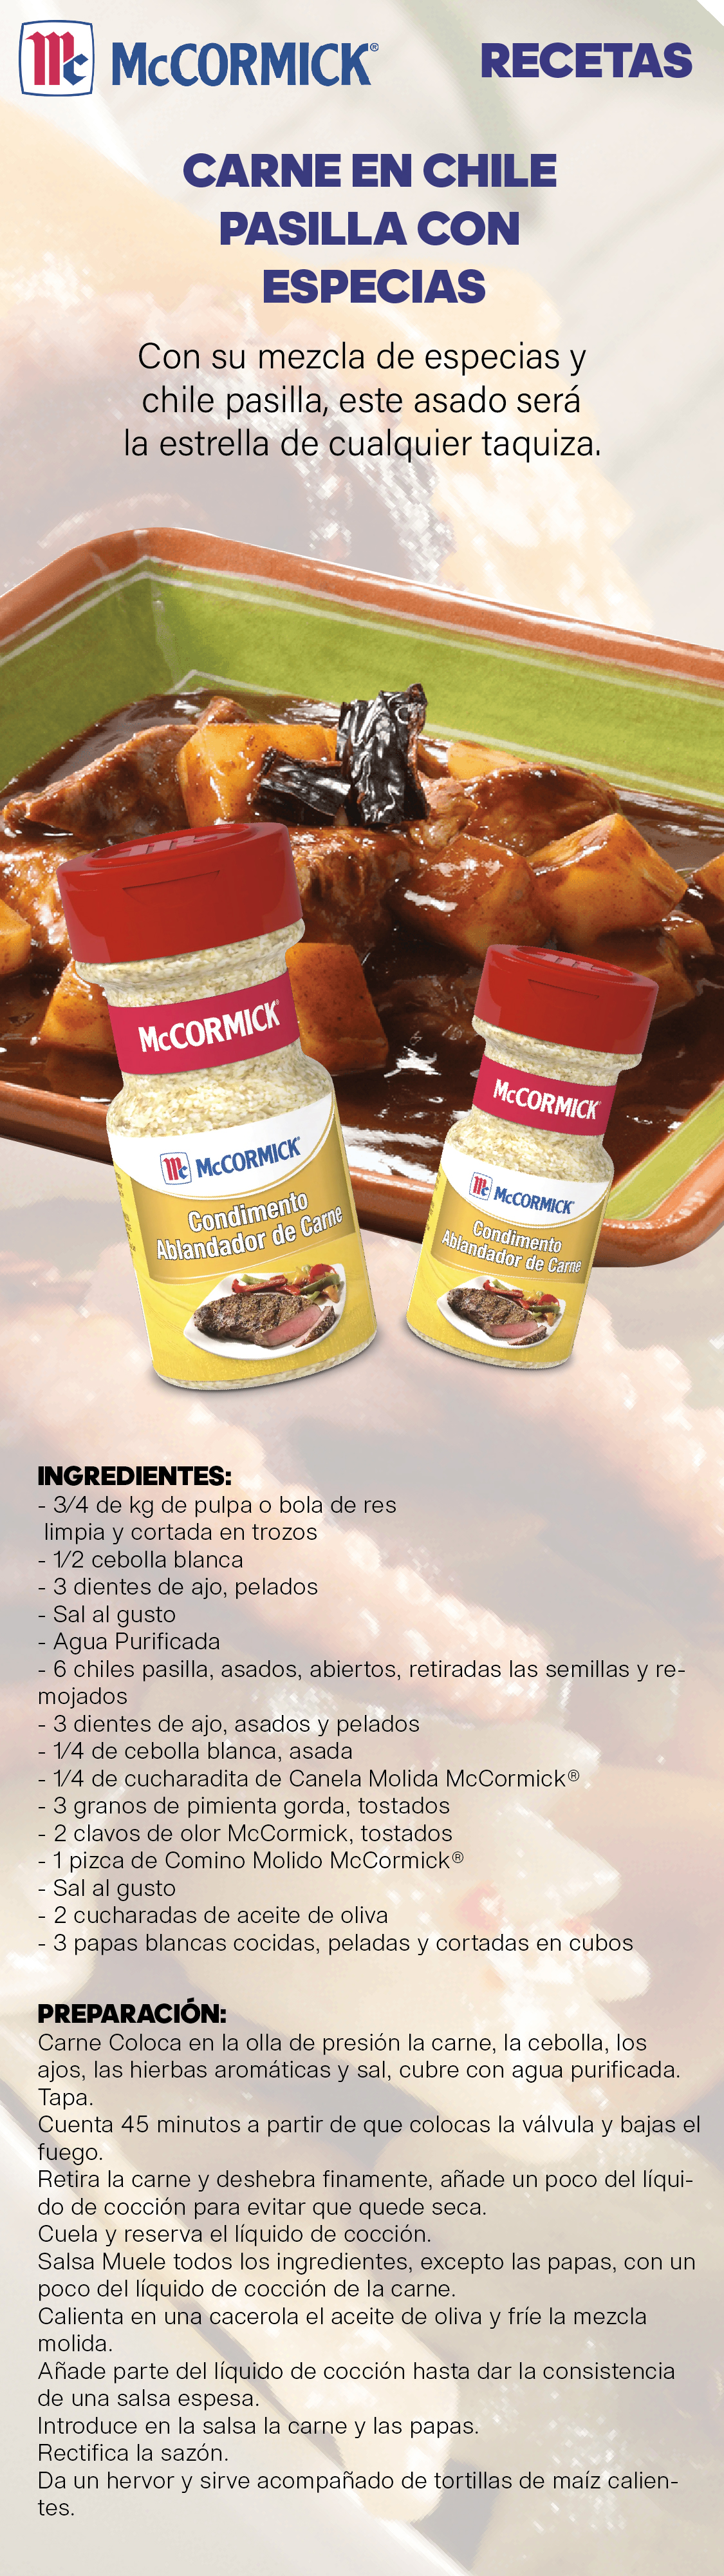 Mc McCORMICK® RECETAS
CARNE EN CHILE
PASILLA CON
ESPECIAS
Con su mezcla de especias y
chile pasilla, este asado será
la estrella de cualquier taquiza.
McCORMICK
Mc McCORMICK
Condimento
Ablandador de Carne
McCORMICK
Mc McCORMICK
Condimento
Ablandador de Carne
INGREDIENTES:
- 3/4 de kg de pulpa o bola de res
limpia y cortada en trozos
- 1/2 cebolla blanca
- 3 dientes de ajo, pelados
- Sal al gusto
- Agua Purificada
- 6 chiles pasilla, asados, abiertos, retiradas las semillas y re-
mojados
- 3 dientes de ajo, asados y pelados
- 1/4 de cebolla blanca, asada
- 1/4 de cucharadita de Canela Molida McCormick®
- 3 granos de pimienta gorda, tostados
- 2 clavos de olor McCormick, tostados
- 1 pizca de Comino Molido McCormick®
- Sal al gusto
- 2 cucharadas de aceite de oliva
- 3 papas blancas cocidas, peladas y cortadas en cubos
PREPARACIÓN:
Carne Coloca en la olla de presión la carne, la cebolla, los
ajos, las hierbas aromáticas y sal, cubre con agua purificada.
Tapa.
Cuenta 45 minutos a partir de que colocas la válvula y bajas el
fuego.
Retira la carne y deshebra finamente, añade un poco del líqui-
do de cocción para evitar que quede seca.
Cuela y reserva el líquido de cocción.
Salsa Muele todos los ingredientes, excepto las papas, con un
poco del líquido de cocción de la carne.
Calienta en una cacerola el aceite de oliva y fríe la mezcla
molida.
Añade parte del líquido de cocción hasta dar la consistencia
de una salsa espesa.
Introduce en la salsa la carne y las papas.
Rectifica la sazón.
Da un hervor y sirve acompañado de tortillas de maíz calien-
tes.